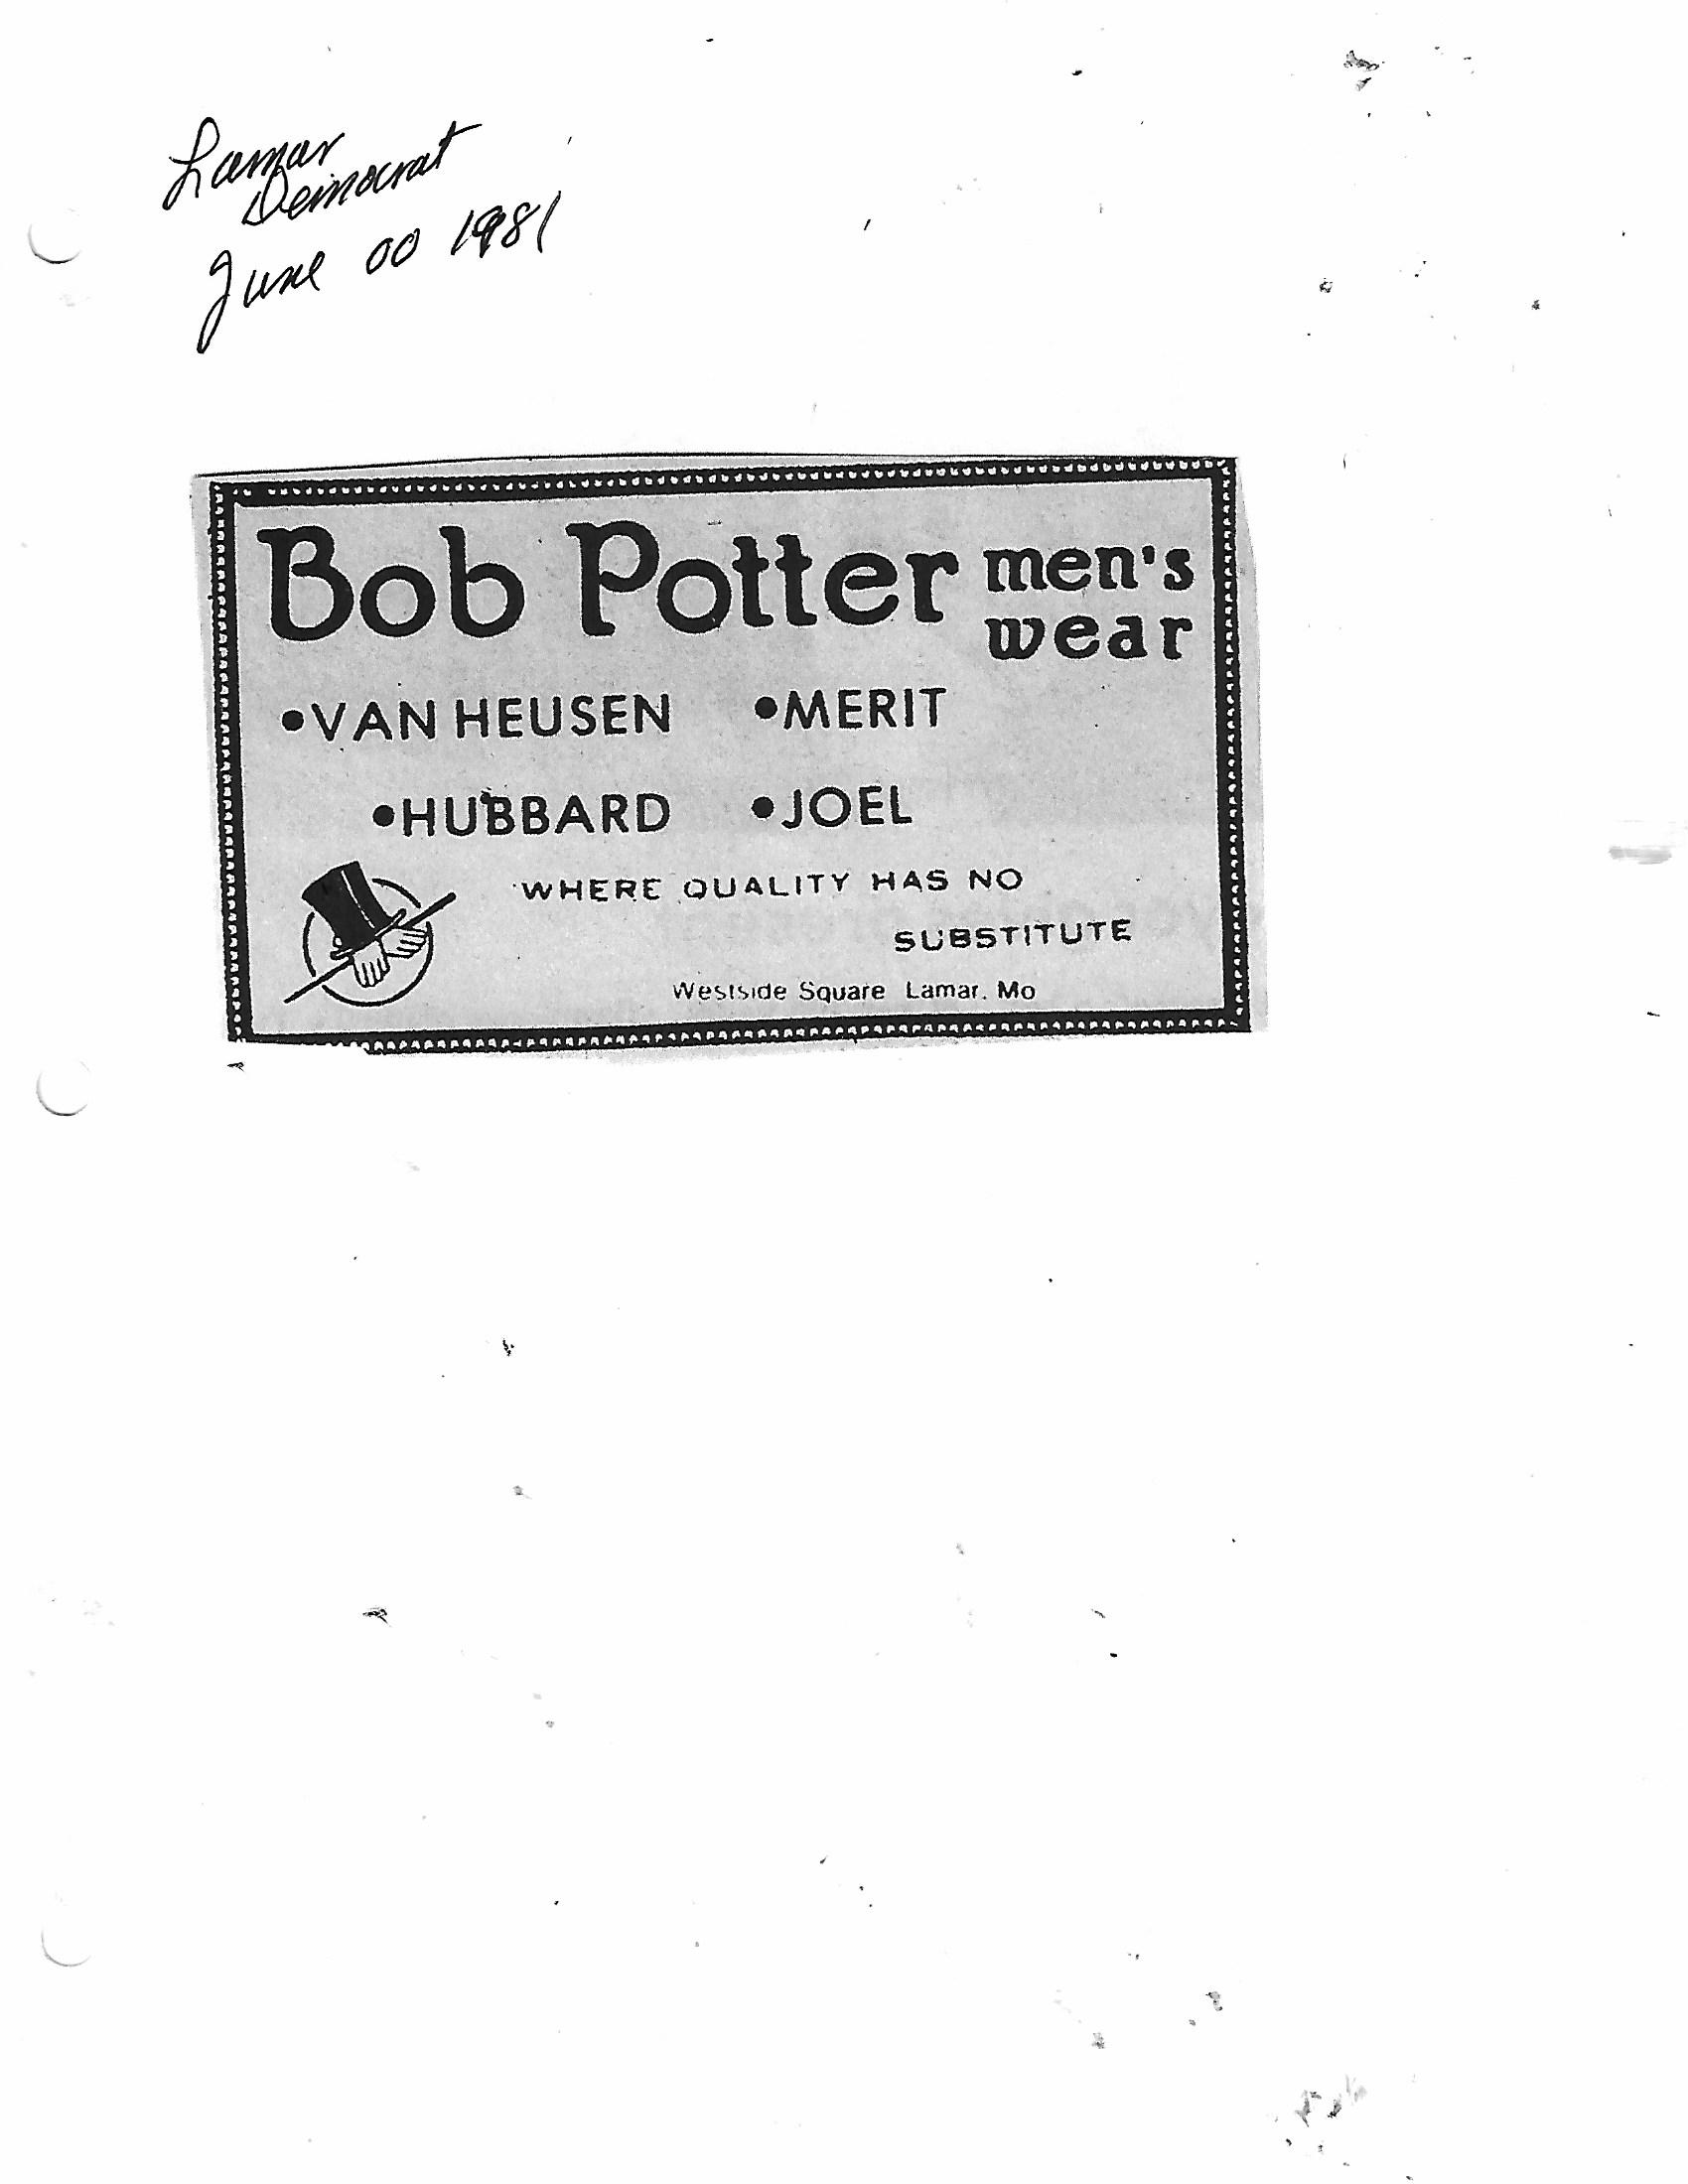 Lamar
Democrat
June 00 1981
Bob Potter men's
wear
•VAN HEUSEN •MERIT
•HUBBARD •JOEL
WHERE QUALITY HAS NO
SUBSTITUTE
Westside Square Lamar, Mo